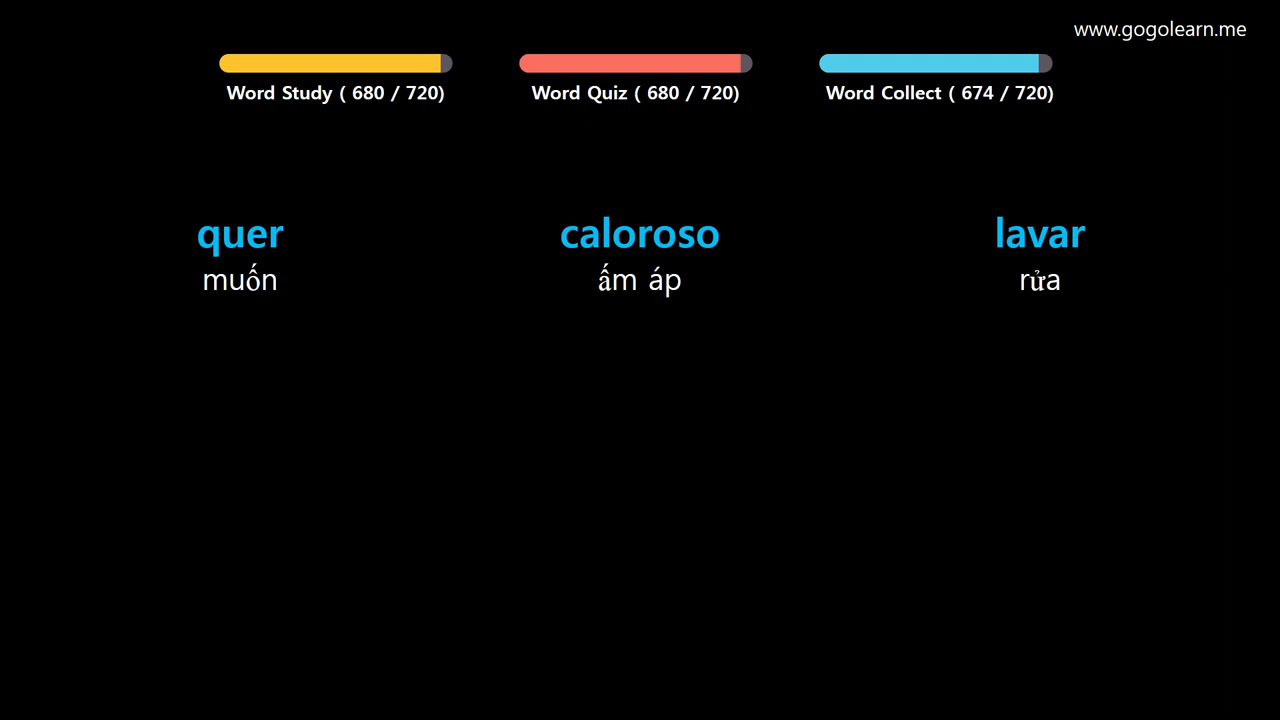 www.gogolearn.me
Word Study ( 680 / 720)
Word Quiz ( 680 / 720)
Word Collect ( 674 / 720)
quer
muốn
caloroso
ấm áp
lavar
rửa